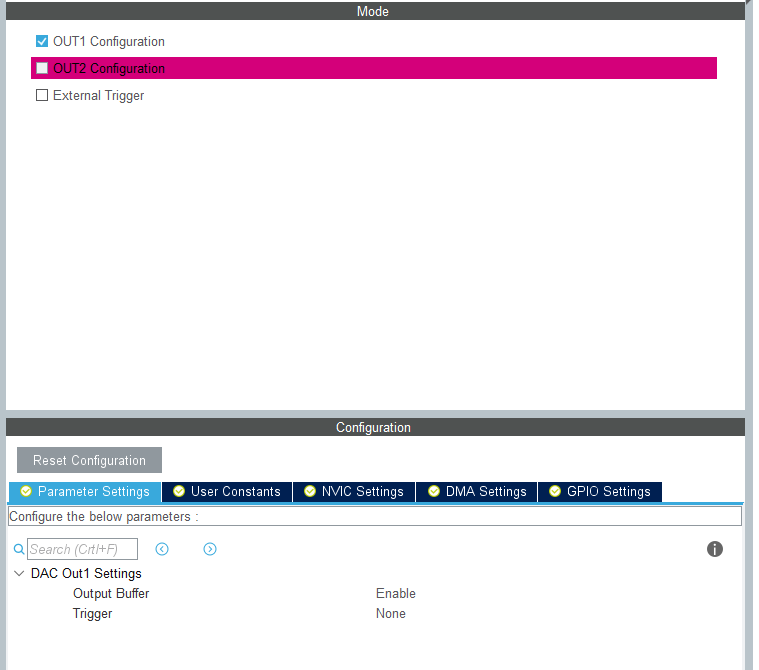 Mode
OUT1 Configuration
OUT2 Configuration
External Trigger
Configuration
Reset Configuration
Parameter Settings User Constants NVIC Settings DMA Settings GPIO Settings
Configure the below parameters :
Search (Crtl+F)
DAC Out1 Settings
Output Buffer Enable
Trigger None